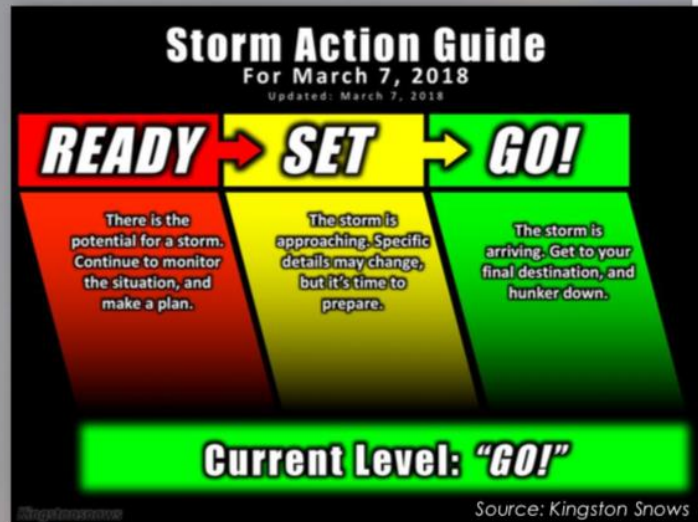 Storm Action Guide
For March 7, 2018
Updated: March 7, 2018
READY
SET
GO!
There is the
potential for a storm.
Continue to monitor
the situation, and
make a plan.
The storm is
approaching. Specific
details may change,
but it's time to
prepare.
The storm is
arriving. Get to your
final destination, and
hunker down.
Current Level: "GO!"
Kingstonsnows
Source: Kingston Snows